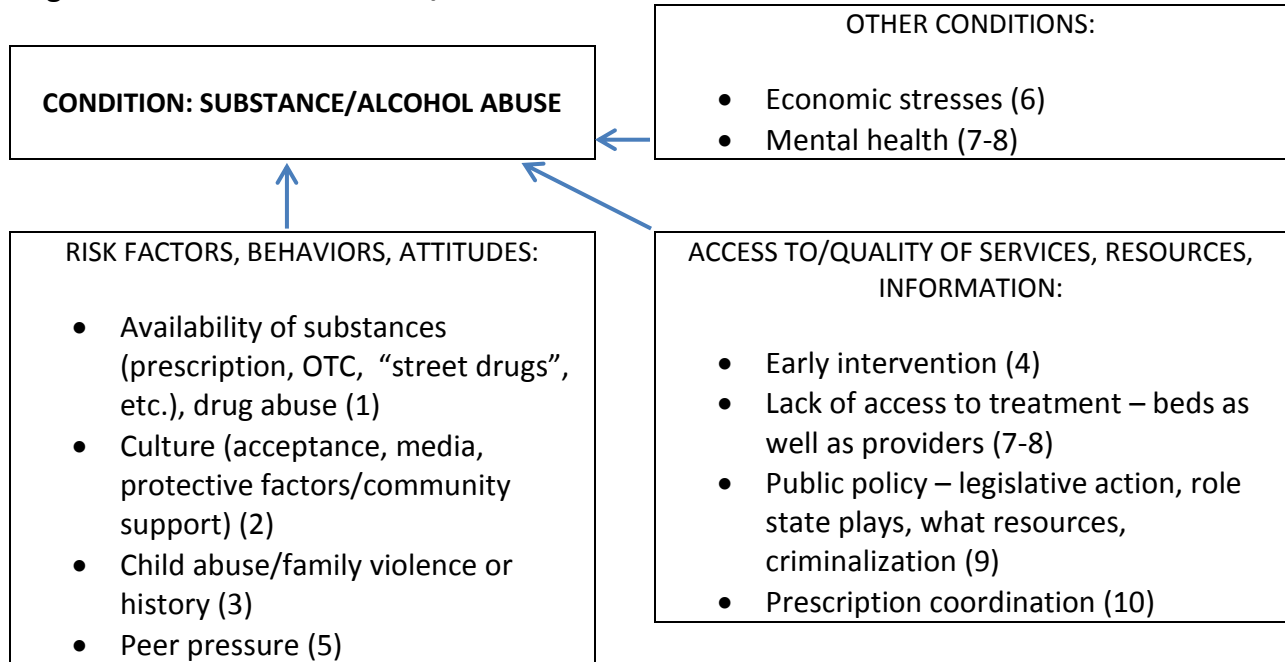 CONDITION: SUBSTANCE/ALCOHOL ABUSE
OTHER CONDITIONS:
• Economic stresses (6)
• Mental health (7-8)
RISK FACTORS, BEHAVIORS, ATTITUDES:
• Availability of substances
(prescription, OTC, “street drugs”,
etc.), drug abuse (1)
• Culture (acceptance, media,
protective factors/community
support) (2)
• Child abuse/family violence or
history (3)
• Peer pressure (5)
ACCESS TO/QUALITY OF SERVICES, RESOURCES,
INFORMATION:
• Early intervention (4)
• Lack of access to treatment – beds as
well as providers (7-8)
• Public policy – legislative action, role
state plays, what resources,
criminalization (9)
• Prescription coordination (10)